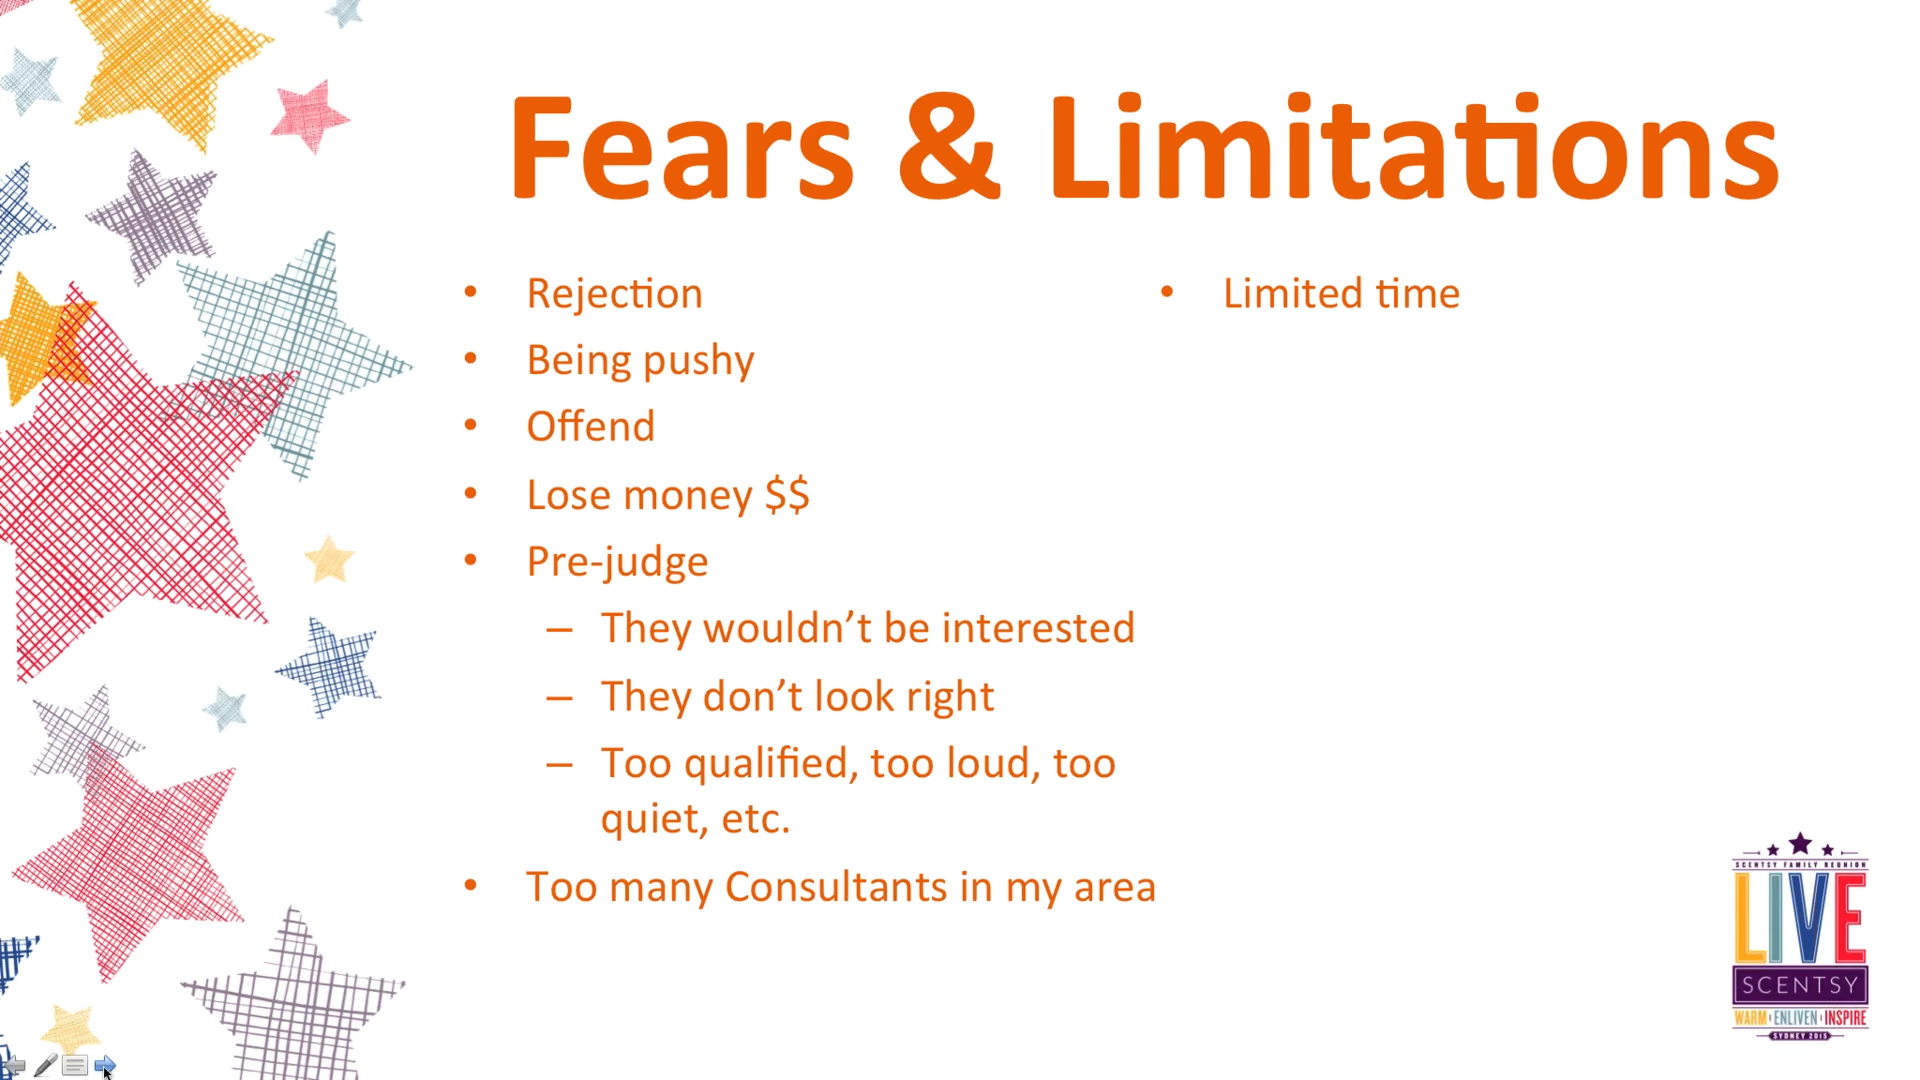 Fears & Limitations
• Rejection
• Being pushy
• Offend
• Lose money $$
• Pre-judge
– They wouldn’t be interested
– They don’t look right
– Too qualified, too loud, too
quiet, etc.
• Too many Consultants in my area
• Limited time
SCENTSY FAMILY REUNION
LIVE
SCENTSY
WARM • ENLIVEN • INSPIRE
SYDNEY 2015